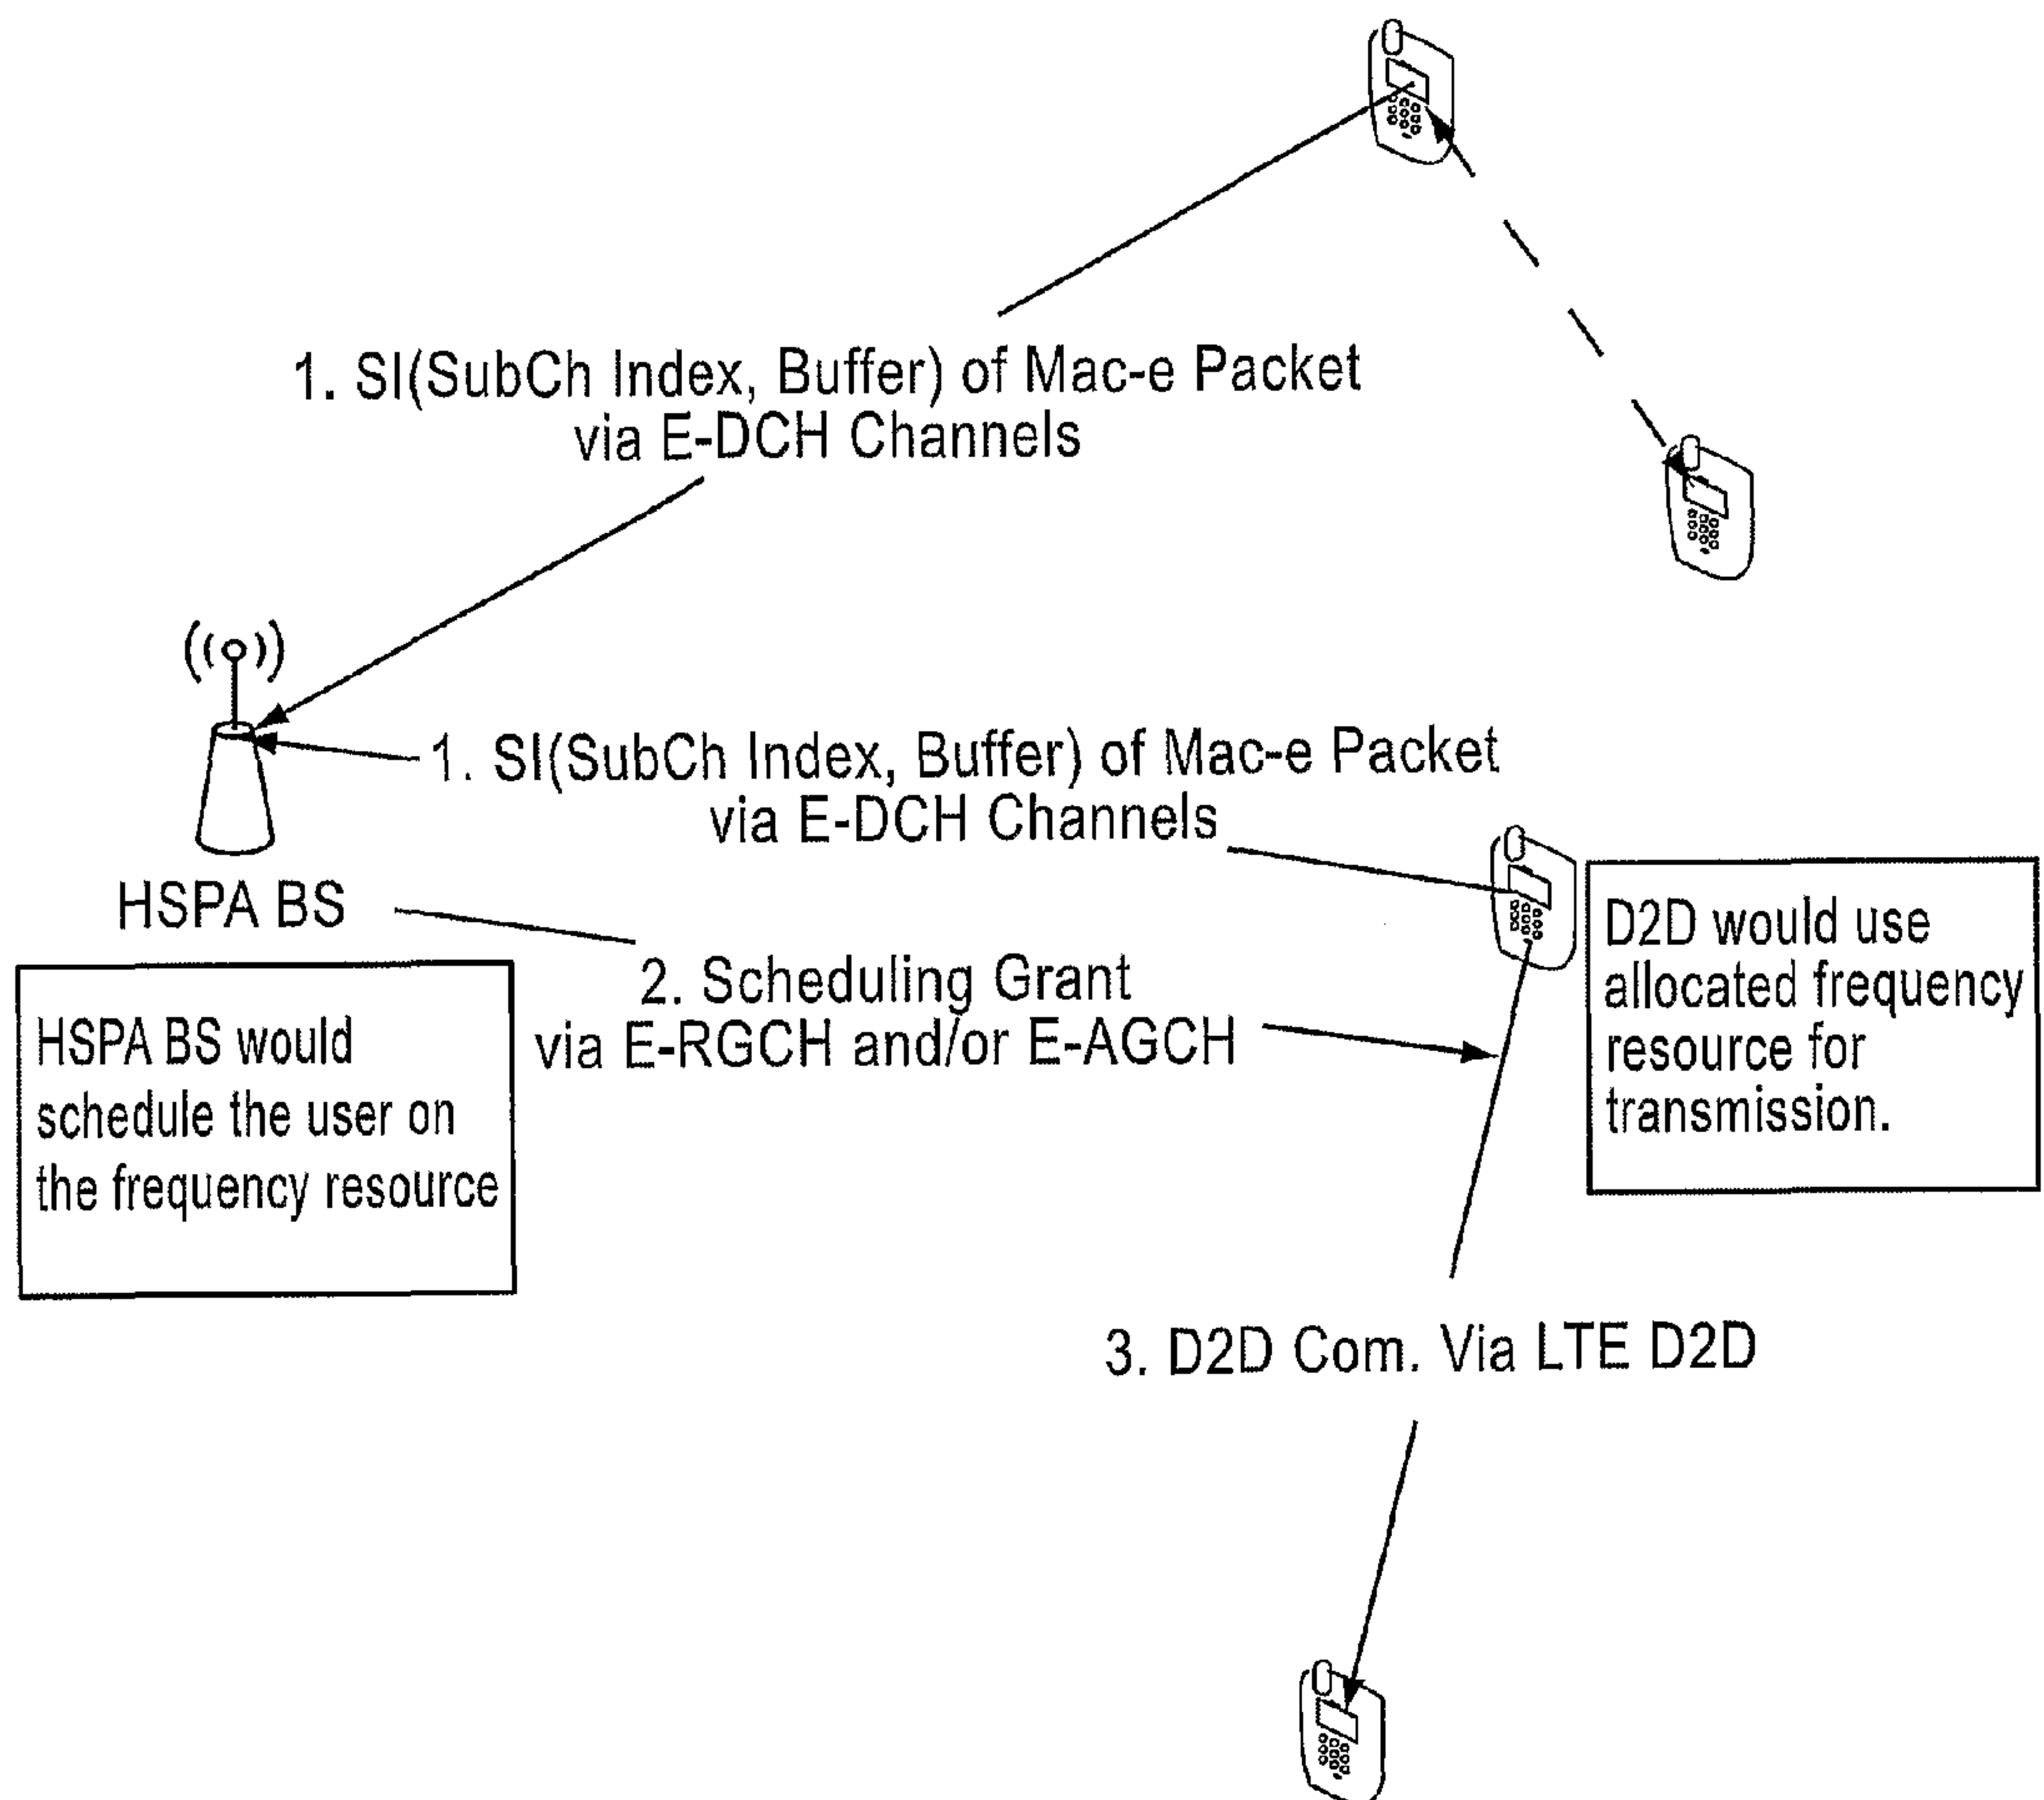 1. SI(SubCh Index, Buffer) of Mac-e Packet
via E-DCH Channels
1. SI(SubCh Index, Buffer) of Mac-e Packet
via E-DCH Channels
HSPA BS
HSPA BS would
schedule the user on
the frequency resource
2. Scheduling Grant
via E-RGCH and/or E-AGCH
D2D would use
allocated frequency
resource for
transmission.
3. D2D Com. Via LTE D2D